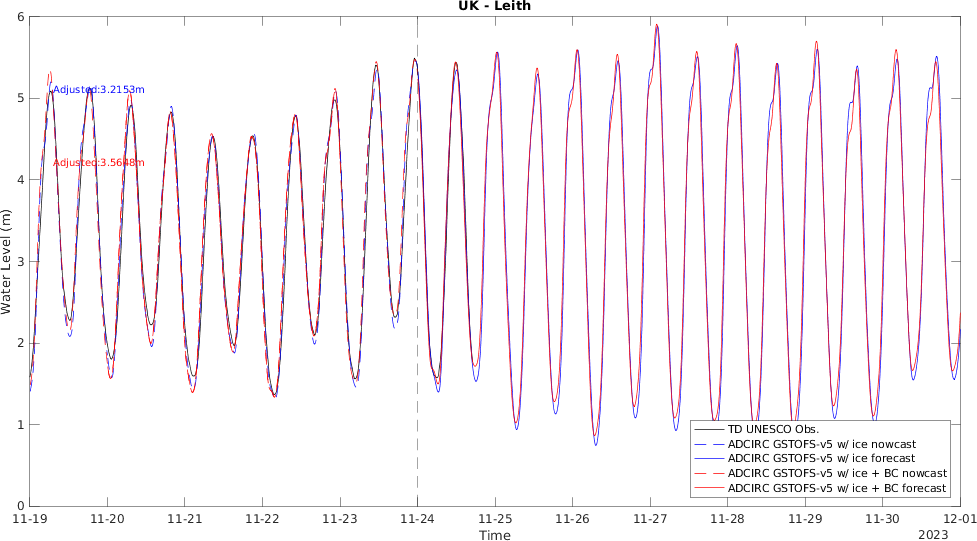 UK - Leith
6
5
4
3
2
1
0
Water Level (m)
Adjusted:3.2153m
Adjusted:3.5648m
TD UNESCO Obs.
ADCIRC GSTOFS-v5 w/ ice nowcast
ADCIRC GSTOFS-v5 w/ ice forecast
ADCIRC GSTOFS-v5 w/ ice + BC nowcast
ADCIRC GSTOFS-v5 w/ ice + BC forecast
11-19 11-20 11-21 11-22 11-23 11-24 11-25 11-26 11-27 11-28 11-29 11-30 12-01
Time
2023